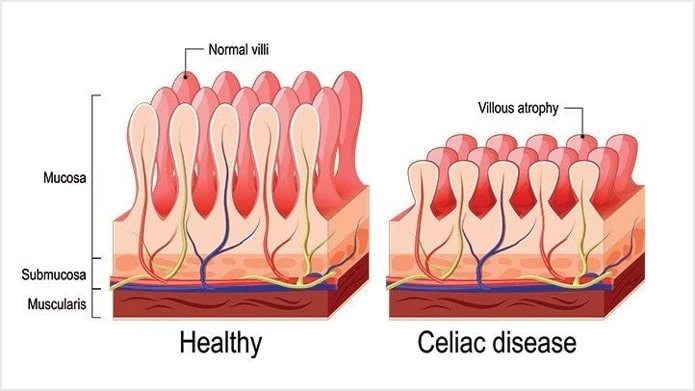 Normal villi
Villous atrophy
Mucosa
Submucosa
Muscularis
Healthy
Celiac disease